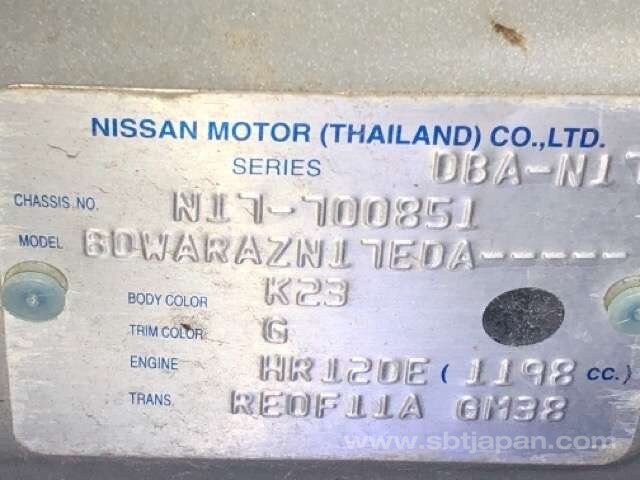 NISSAN MOTOR (THAILAND) CO.,LTD.
SERIES DBA-N17
CHASSIS NO. N17-700851
MODEL BDWARAZN17EDA-----
BODY COLOR K23
TRIM COLOR G
ENGINE HR12DE ( 1198 CC.)
TRANS. RE0F11A GM38
www.sbtjapan.com